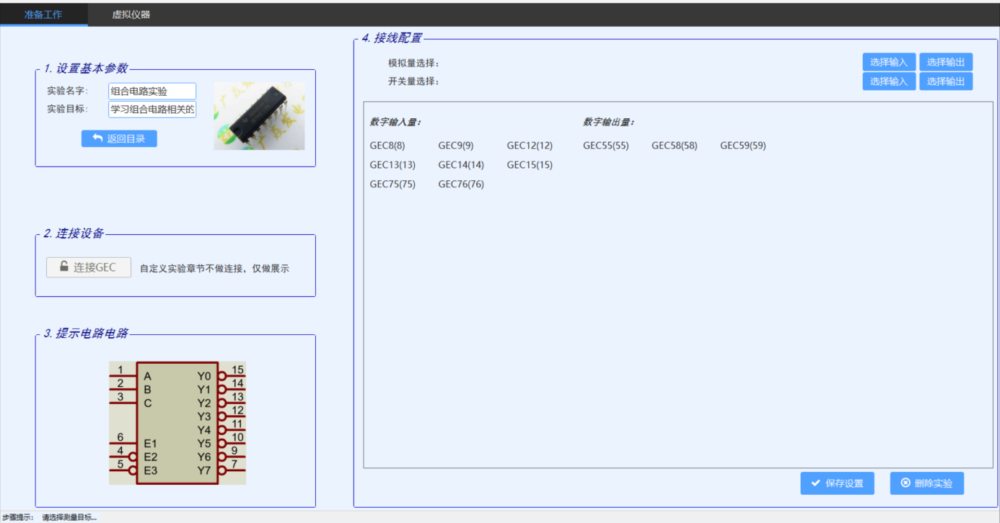 准备工作 虚拟仪器
1. 设置基本参数
实验名字: 组合电路实验
实验目标: 学习组合电路相关的
返回目录
2. 连接设备
连接GEC 自定义实验章节不做连接，仅做展示
3. 提示电路电路
1 A Y0 15
2 B Y1 14
3 C Y2 13
Y3 12
Y4 11
6 E1 Y5 10
4 E2 Y6 9
5 E3 Y7 7
4. 接线配置
模拟量选择: 选择输入 选择输出
开关量选择: 选择输入 选择输出
数字输入量: 数字输出量:
GEC8(8) GEC9(9) GEC12(12) GEC55(55) GEC58(58) GEC59(59)
GEC13(13) GEC14(14) GEC15(15)
GEC75(75) GEC76(76)
保存设置 删除实验
步骤提示: 请选择测量目标...